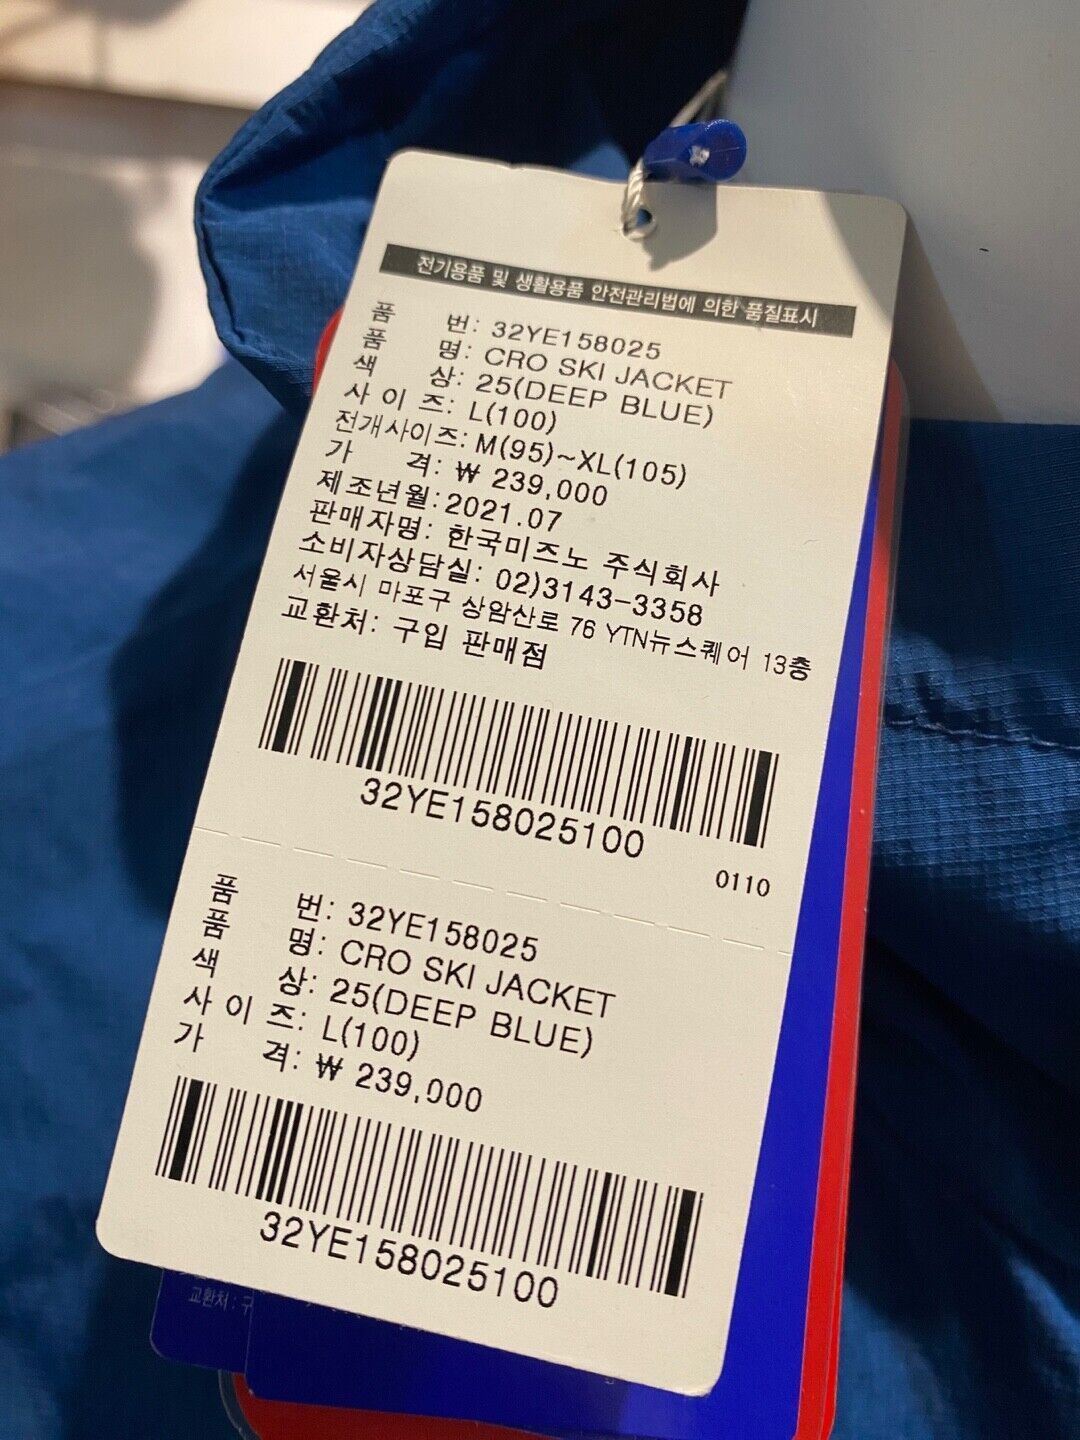 전기용품 및 생활용품 안전관리법에 의한 품질표시
품 번: 32YE158025
품 명: CRO SKI JACKET
색 상: 25(DEEP BLUE)
사 이 즈: L(100)
전개사이즈: M(95)~XL(105)
가 격: ₩ 239,000
제조년월: 2021.07
판매자명: 한국미즈노 주식회사
소비자상담실: 02)3143-3358
서울시 마포구 상암산로 76 YTN뉴스퀘어 13층
교환처: 구입 판매점
32YE158025100
0110
품 번: 32YE158025
품 명: CRO SKI JACKET
색 상: 25(DEEP BLUE)
사 이 즈: L(100)
가 격: ₩ 239,000
32YE158025100
교환처 : 구